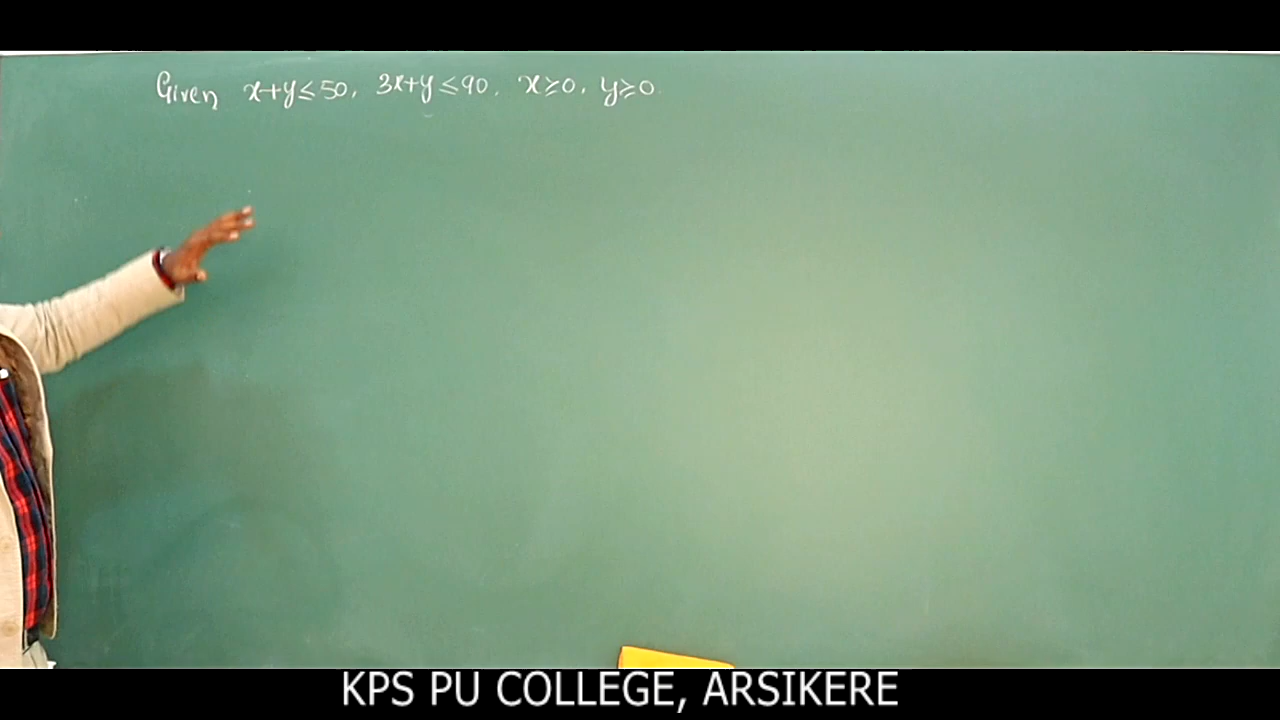 Given x+y≤50, 3x+y≤90, x≥0, y≥0.
KPS PU COLLEGE, ARSIKERE